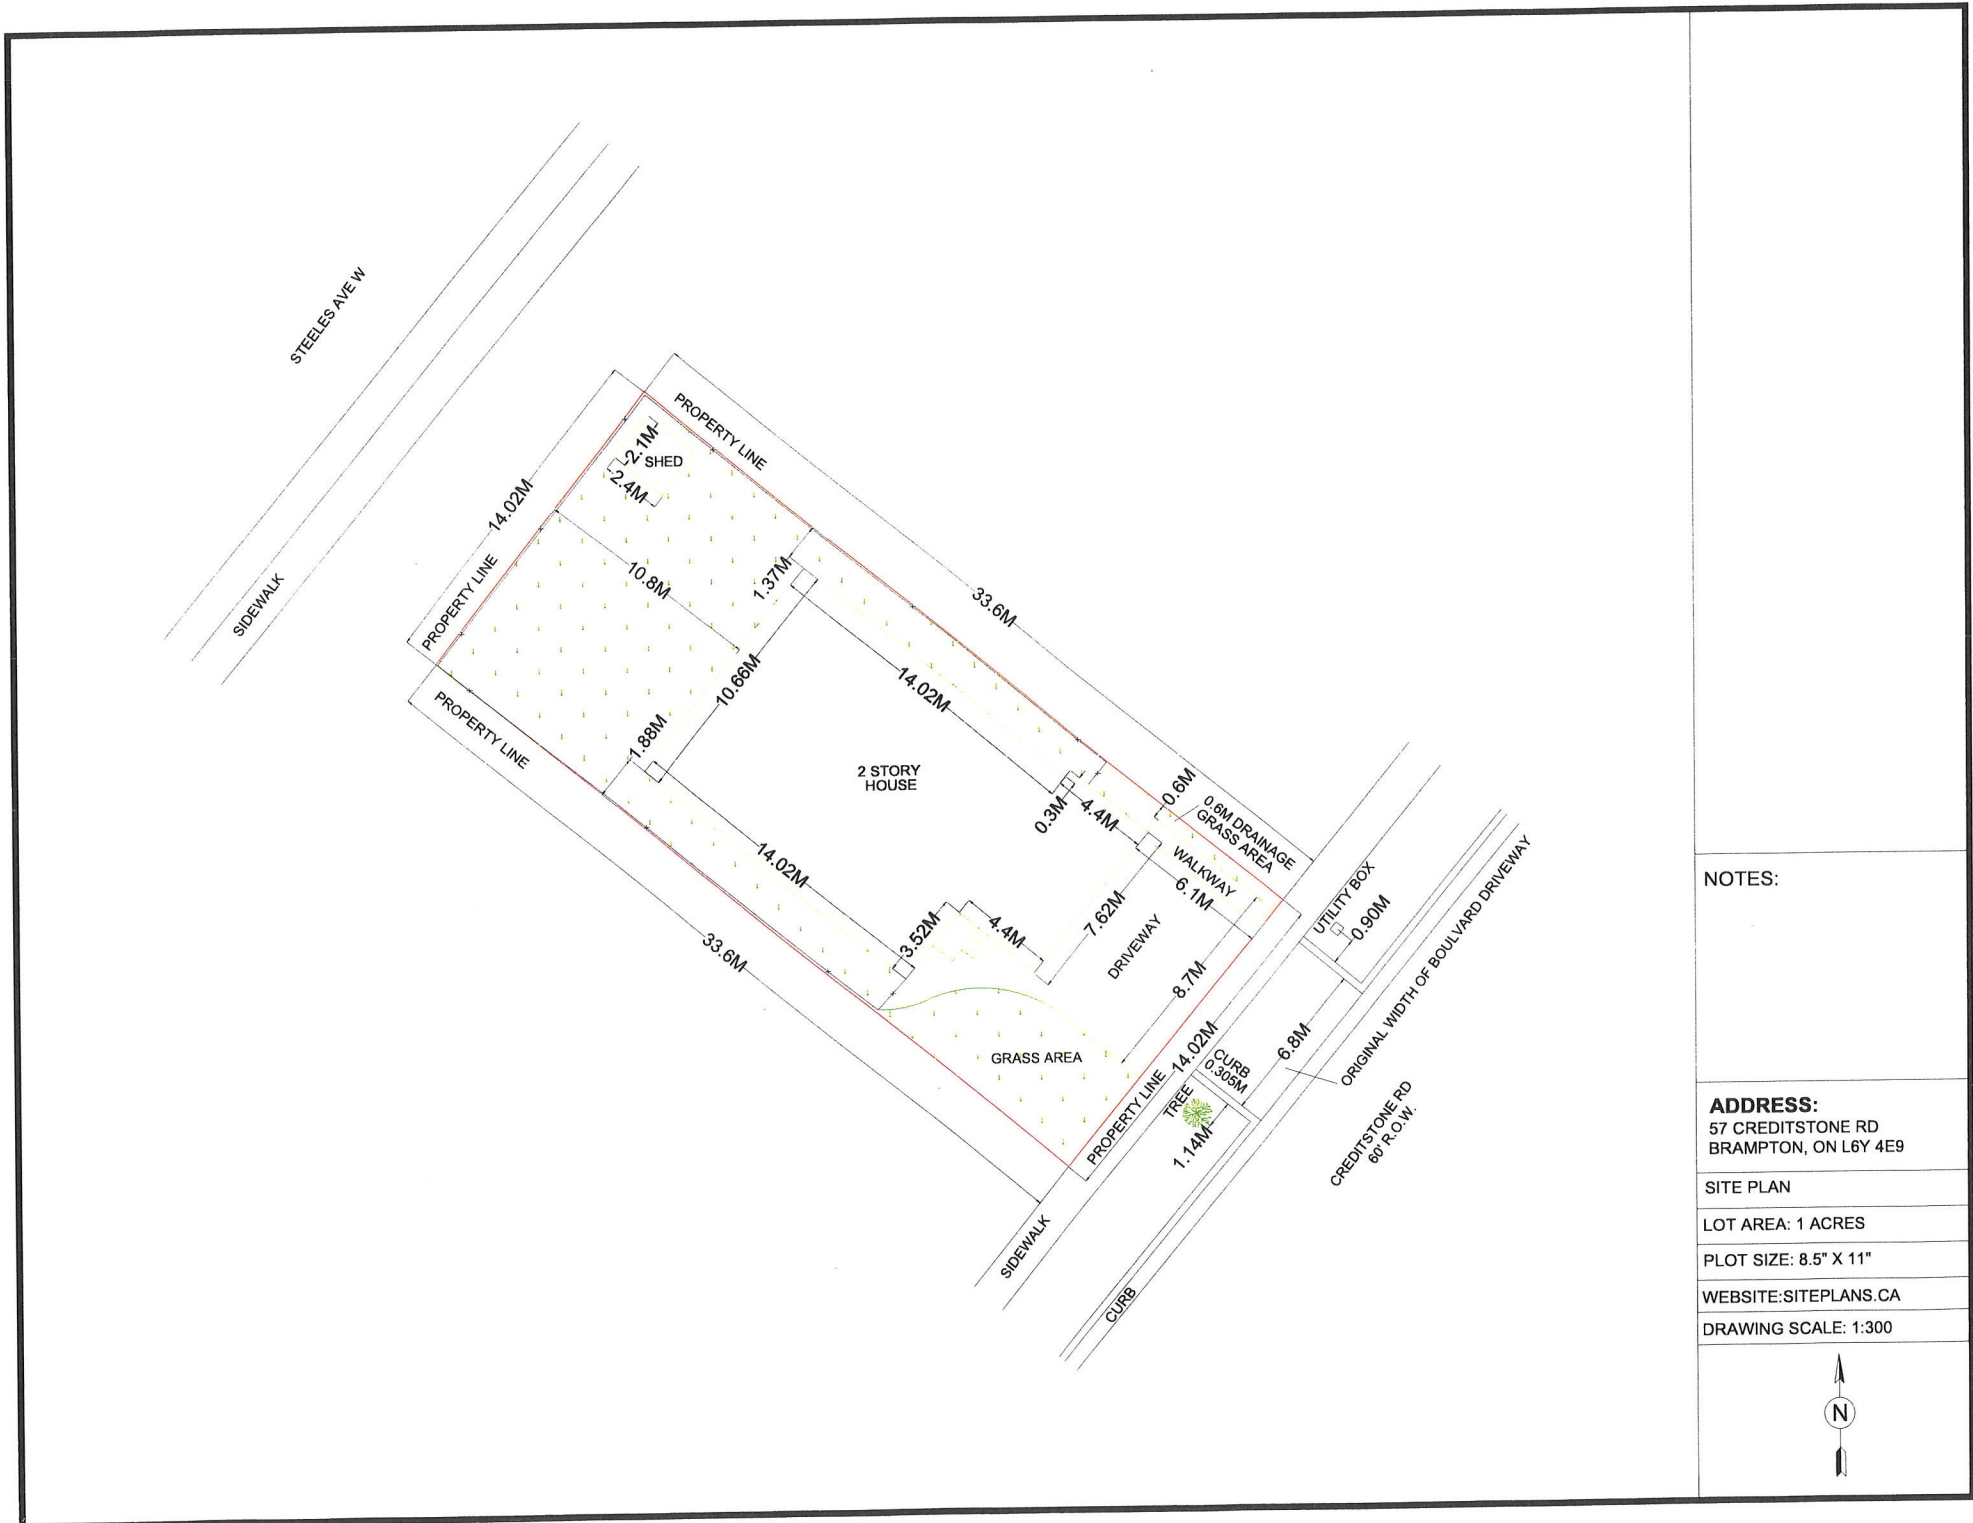 STEELES AVE W
SIDEWALK
PROPERTY LINE
14.02M
PROPERTY LINE
2.1M
SHED
2.4M
10.8M
1.37M
33.6M
10.66M
14.02M
PROPERTY LINE
1.88M
2 STORY
HOUSE
14.02M
33.6M
0.3M
4.4M
0.6M
0.6M DRAINAGE
GRASS AREA
WALKWAY
6.1M
7.62M
3.52M
4.4M
DRIVEWAY
8.7M
GRASS AREA
UTILITY BOX
0.90M
ORIGINAL WIDTH OF BOULVARD DRIVEWAY
6.8M
PROPERTY LINE
14.02M
CURB
0.305M
TREE
1.14M
CREDITSTONE RD
60' R.O.W.
SIDEWALK
CURB
NOTES:
ADDRESS:
57 CREDITSTONE RD
BRAMPTON, ON L6Y 4E9
SITE PLAN
LOT AREA: 1 ACRES
PLOT SIZE: 8.5" X 11"
WEBSITE:SITEPLANS.CA
DRAWING SCALE: 1:300
N